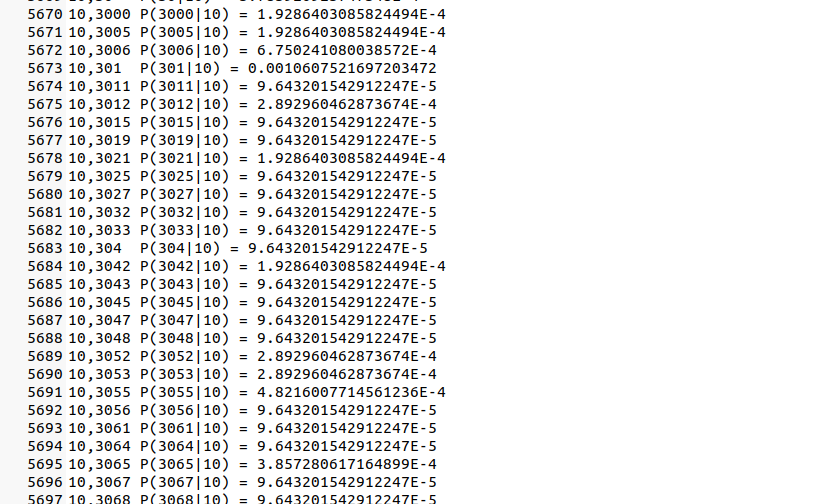 5670 10,3000 P(3000|10) = 1.9286403085824494E-4
5671 10,3005 P(3005|10) = 1.9286403085824494E-4
5672 10,3006 P(3006|10) = 6.750241080038572E-4
5673 10,301 P(301|10) = 0.0010607521697203472
5674 10,3011 P(3011|10) = 9.643201542912247E-5
5675 10,3012 P(3012|10) = 2.892960462873674E-4
5676 10,3015 P(3015|10) = 9.643201542912247E-5
5677 10,3019 P(3019|10) = 9.643201542912247E-5
5678 10,3021 P(3021|10) = 1.9286403085824494E-4
5679 10,3025 P(3025|10) = 9.643201542912247E-5
5680 10,3027 P(3027|10) = 9.643201542912247E-5
5681 10,3032 P(3032|10) = 9.643201542912247E-5
5682 10,3033 P(3033|10) = 9.643201542912247E-5
5683 10,304 P(304|10) = 9.643201542912247E-5
5684 10,3042 P(3042|10) = 1.9286403085824494E-4
5685 10,3043 P(3043|10) = 9.643201542912247E-5
5686 10,3045 P(3045|10) = 9.643201542912247E-5
5687 10,3047 P(3047|10) = 9.643201542912247E-5
5688 10,3048 P(3048|10) = 9.643201542912247E-5
5689 10,3052 P(3052|10) = 2.892960462873674E-4
5690 10,3053 P(3053|10) = 2.892960462873674E-4
5691 10,3055 P(3055|10) = 4.8216007714561236E-4
5692 10,3056 P(3056|10) = 9.643201542912247E-5
5693 10,3061 P(3061|10) = 9.643201542912247E-5
5694 10,3064 P(3064|10) = 9.643201542912247E-5
5695 10,3065 P(3065|10) = 3.857280617164899E-4
5696 10,3067 P(3067|10) = 9.643201542912247E-5
5697 10,3068 P(3068|10) = 9.643201542912247E-5